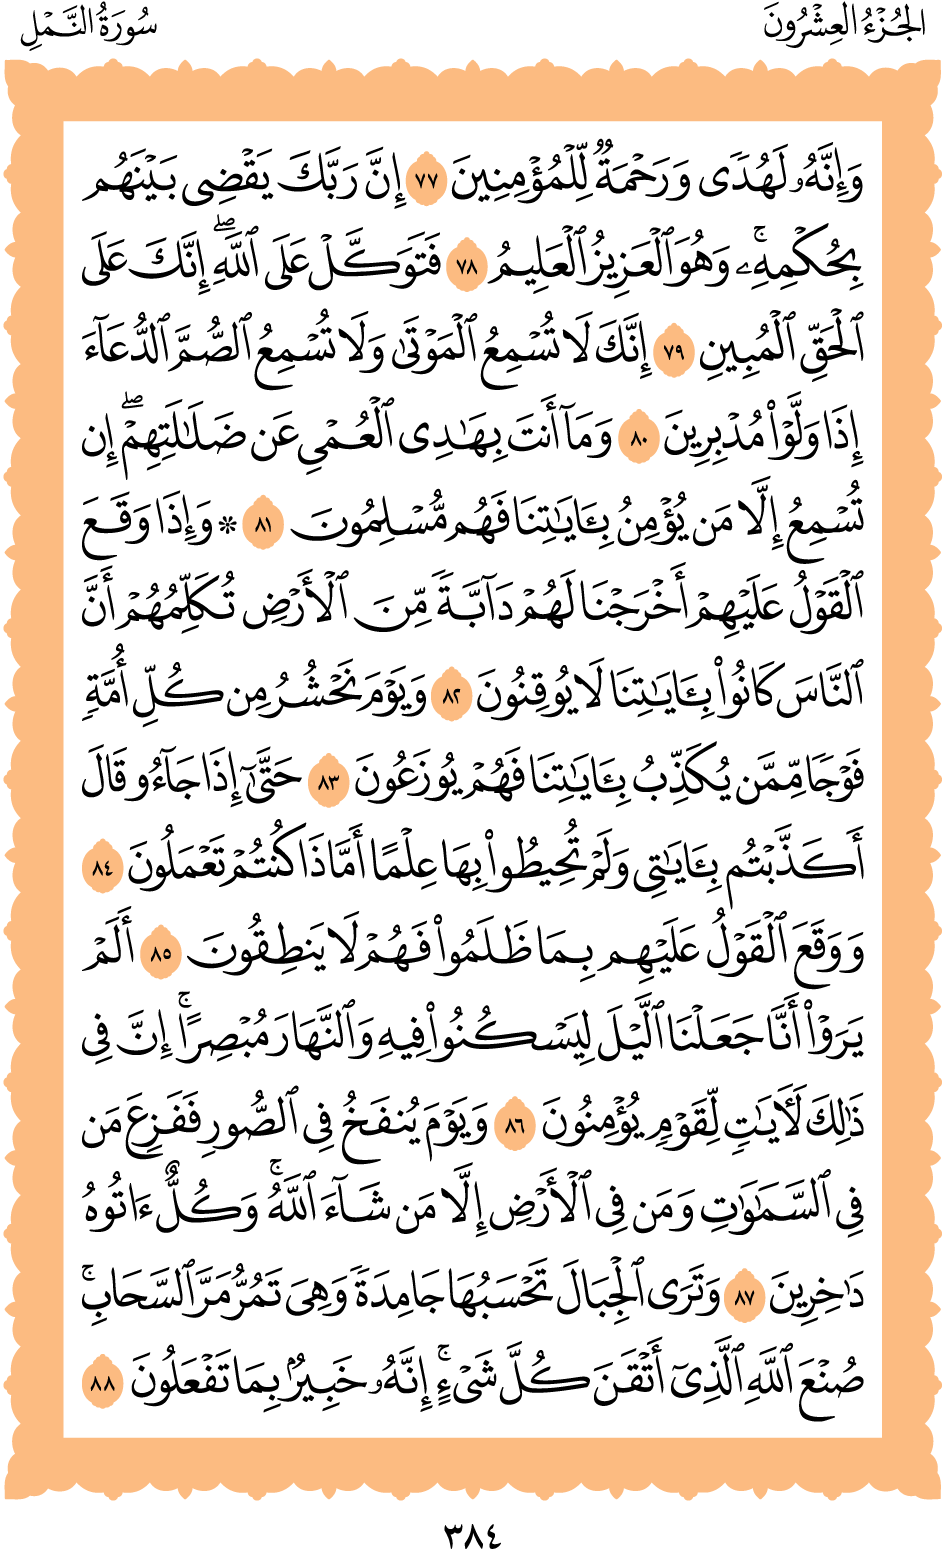 الجُزْءُ العِشْرُونَ
سُورَةُ النَّمْلِ
وَإِنَّهُۥ لَهُدٗى وَرَحۡمَةٞ لِّلۡمُؤۡمِنِينَ ٧٧ إِنَّ رَبَّكَ يَقۡضِي بَيۡنَهُم
بِحُكۡمِهِۦۚ وَهُوَ ٱلۡعَزِيزُ ٱلۡعَلِيمُ ٧٨ فَتَوَكَّلۡ عَلَى ٱللَّهِۖ إِنَّكَ عَلَى
ٱلۡحَقِّ ٱلۡمُبِينِ ٧٩ إِنَّكَ لَا تُسۡمِعُ ٱلۡمَوۡتَىٰ وَلَا تُسۡمِعُ ٱلصُّمَّ ٱلدُّعَآءَ
إِذَا وَلَّوۡاْ مُدۡبِرِينَ ٨٠ وَمَآ أَنتَ بِهَٰدِي ٱلۡعُمۡيِ عَن ضَلَٰلَتِهِمۡۖ إِن
تُسۡمِعُ إِلَّا مَن يُؤۡمِنُ بِـَٔايَٰتِنَا فَهُم مُّسۡلِمُونَ ٨١ ۞ وَإِذَا وَقَعَ
ٱلۡقَوۡلُ عَلَيۡهِمۡ أَخۡرَجۡنَا لَهُمۡ دَآبَّةٗ مِّنَ ٱلۡأَرۡضِ تُكَلِّمُهُمۡ أَنَّ
ٱلنَّاسَ كَانُواْ بِـَٔايَٰتِنَا لَا يُوقِنُونَ ٨٢ وَيَوۡمَ نَحۡشُرُ مِن كُلِّ أُمَّةٖ
فَوۡجٗا مِّمَّن يُكَذِّبُ بِـَٔايَٰتِنَا فَهُمۡ يُوزَعُونَ ٨٣ حَتَّىٰٓ إِذَا جَآءُو قَالَ
أَكَذَّبۡتُم بِـَٔايَٰتِي وَلَمۡ تُحِيطُواْ بِهَا عِلۡمًا أَمَّاذَا كُنتُمۡ تَعۡمَلُونَ ٨٤
وَوَقَعَ ٱلۡقَوۡلُ عَلَيۡهِم بِمَا ظَلَمُواْ فَهُمۡ لَا يَنطِقُونَ ٨٥ أَلَمۡ
يَرَوۡاْ أَنَّا جَعَلۡنَا ٱلَّيۡلَ لِيَسۡكُنُواْ فِيهِ وَٱلنَّهَارَ مُبۡصِرًاۚ إِنَّ فِي
ذَٰلِكَ لَأٓيَٰتٖ لِّقَوۡمٖ يُؤۡمِنُونَ ٨٦ وَيَوۡمَ يُنفَخُ فِي ٱلصُّورِ فَفَزِعَ مَن
فِي ٱلسَّمَٰوَٰتِ وَمَن فِي ٱلۡأَرۡضِ إِلَّا مَن شَآءَ ٱللَّهُۚ وَكُلٌّ ءَاتُوهُ
دَٰخِرِينَ ٨٧ وَتَرَى ٱلۡجِبَالَ تَحۡسَبُهَا جَامِدَةٗ وَهِيَ تَمُرُّ مَرَّ ٱلسَّحَابِۚ
صُنۡعَ ٱللَّهِ ٱلَّذِيٓ أَتۡقَنَ كُلَّ شَيۡءٍۚ إِنَّهُۥ خَبِيرُۢ بِمَا تَفۡعَلُونَ ٨٨
٣٨٤